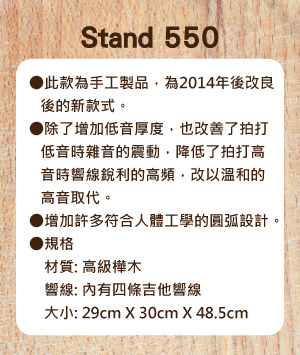 Stand 550
●此款為手工製品，為2014年後改良
後的新款式。
●除了增加低音厚度，也改善了拍打
低音時雜音的震動，降低了拍打高
音時響線銳利的高頻，改以溫和的
高音取代。
●增加許多符合人體工學的圓弧設計。
●規格
材質: 高級樺木
響線: 內有四條吉他響線
大小: 29cm X 30cm X 48.5cm